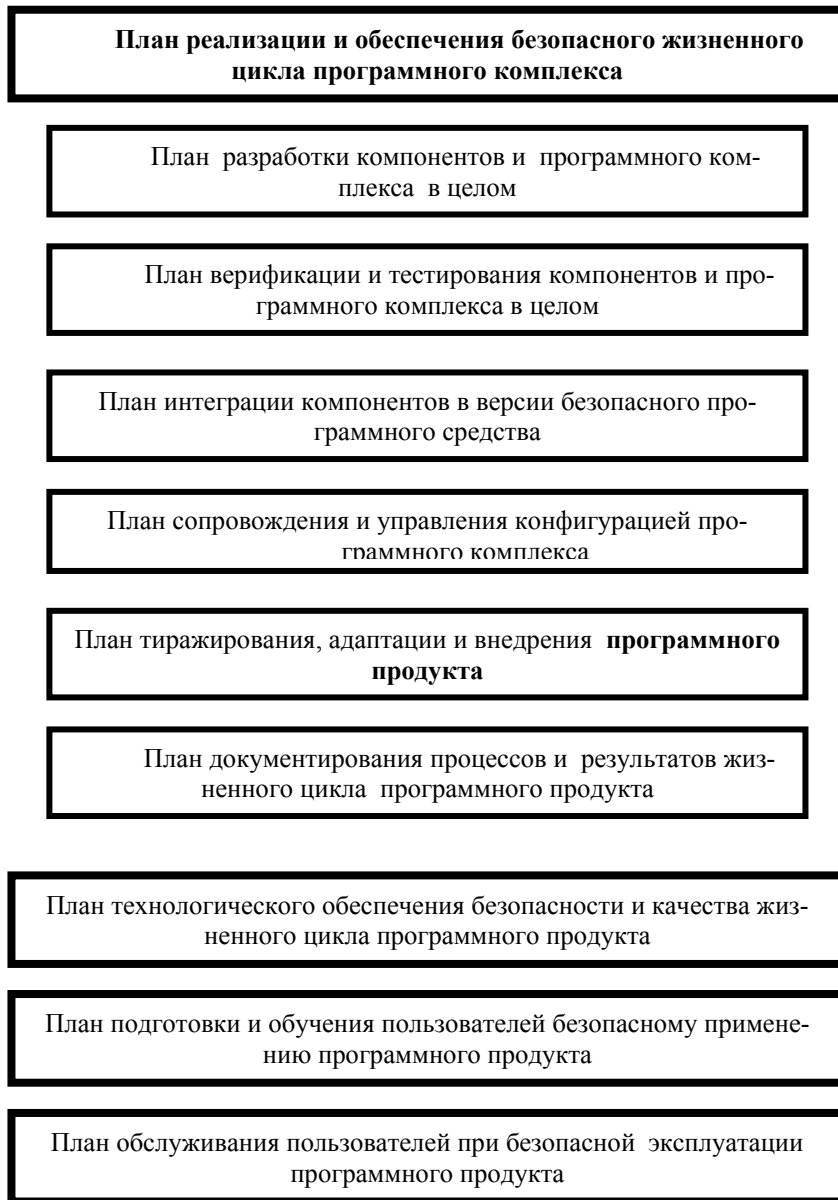 План реализации и обеспечения безопасного жизненного
цикла программного комплекса
План разработки компонентов и программного ком-
плекса в целом
План верификации и тестирования компонентов и про-
граммного комплекса в целом
План интеграции компонентов в версии безопасного про-
граммного средства
План сопровождения и управления конфигурацией про-
граммного комплекса
План тиражирования, адаптации и внедрения программного
продукта
План документирования процессов и результатов жиз-
ненного цикла программного продукта
План технологического обеспечения безопасности и качества жиз-
ненного цикла программного продукта
План подготовки и обучения пользователей безопасному примене-
нию программного продукта
План обслуживания пользователей при безопасной эксплуатации
программного продукта